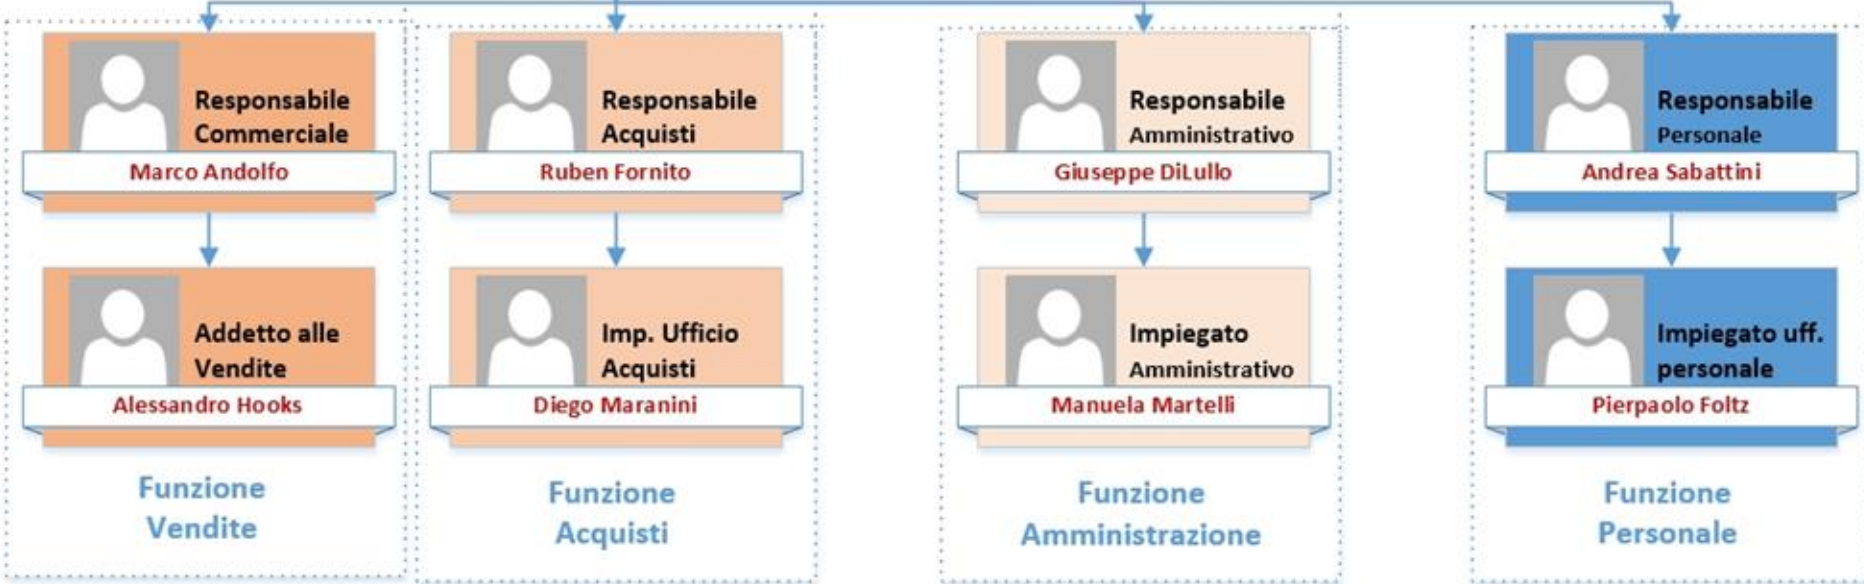 Responsabile
Commerciale
Marco Andolfo
Addetto alle
Vendite
Alessandro Hooks
Funzione
Vendite
Responsabile
Acquisti
Ruben Fornito
Imp. Ufficio
Acquisti
Diego Maranini
Funzione
Acquisti
Responsabile
Amministrativo
Giuseppe DiLullo
Impiegato
Amministrativo
Manuela Martelli
Funzione
Amministrazione
Responsabile
Personale
Andrea Sabattini
Impiegato uff.
personale
Pierpaolo Foltz
Funzione
Personale